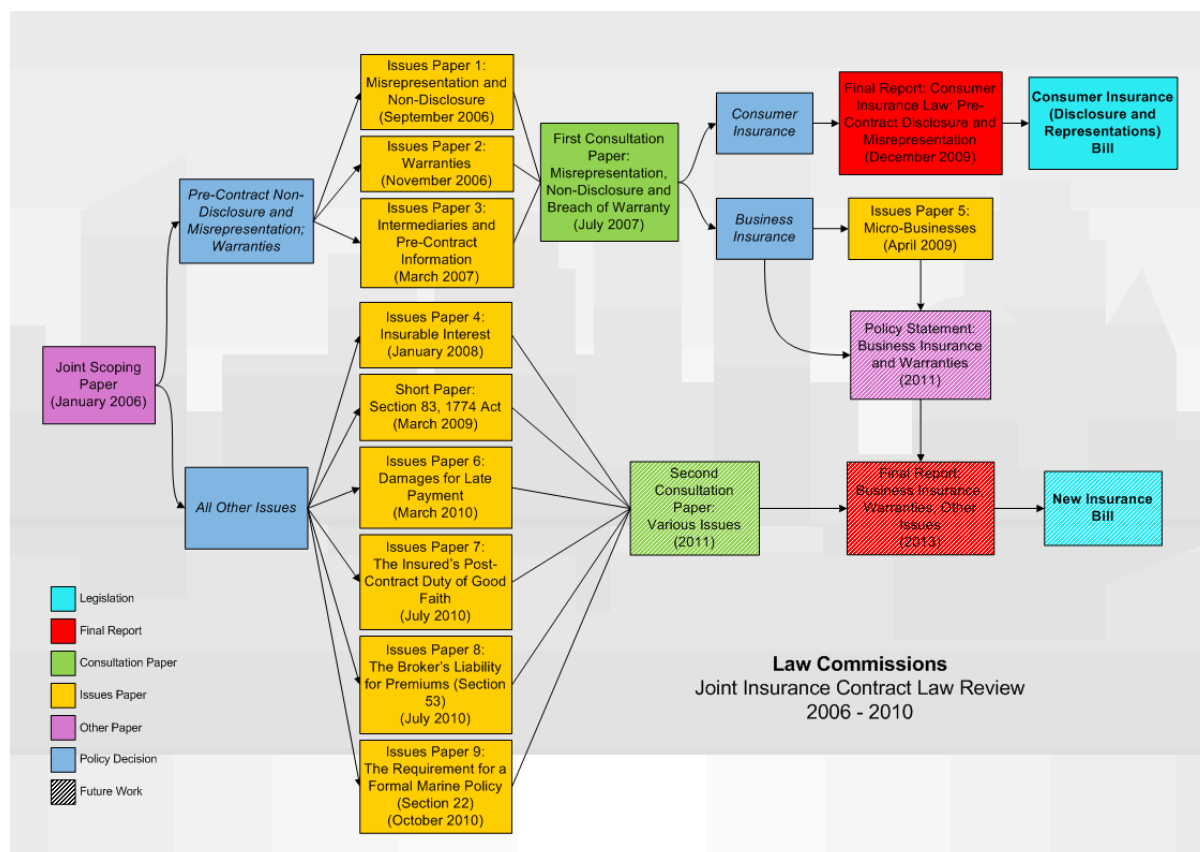 Joint Scoping
Paper
(January 2006)
Pre-Contract Non-
Disclosure and
Misrepresentation;
Warranties
All Other Issues
Issues Paper 1:
Misrepresentation and
Non-Disclosure
(September 2006)
Issues Paper 2:
Warranties
(November 2006)
Issues Paper 3:
Intermediaries and
Pre-Contract
Information
(March 2007)
Issues Paper 4:
Insurable Interest
(January 2008)
Short Paper:
Section 83, 1774 Act
(March 2009)
Issues Paper 6:
Damages for Late
Payment
(March 2010)
Issues Paper 7:
The Insured's Post-
Contract Duty of Good
Faith
(July 2010)
Issues Paper 8:
The Broker's Liability
for Premiums (Section
53)
(July 2010)
Issues Paper 9:
The Requirement for a
Formal Marine Policy
(Section 22)
(October 2010)
First Consultation
Paper:
Misrepresentation,
Non-Disclosure and
Breach of Warranty
(July 2007)
Second
Consultation
Paper:
Various Issues
(2011)
Consumer
Insurance
Business
Insurance
Final Report: Consumer
Insurance Law: Pre-
Contract Disclosure and
Misrepresentation
(December 2009)
Consumer Insurance
(Disclosure and
Representations)
Bill
Issues Paper 5:
Micro-Businesses
(April 2009)
Policy Statement:
Business Insurance
and Warranties
(2011)
Final Report:
Business Insurance,
Warranties, Other
Issues
(2013)
New Insurance
Bill
Legislation
Final Report
Consultation Paper
Issues Paper
Other Paper
Policy Decision
Future Work
Law Commissions
Joint Insurance Contract Law Review
2006 - 2010